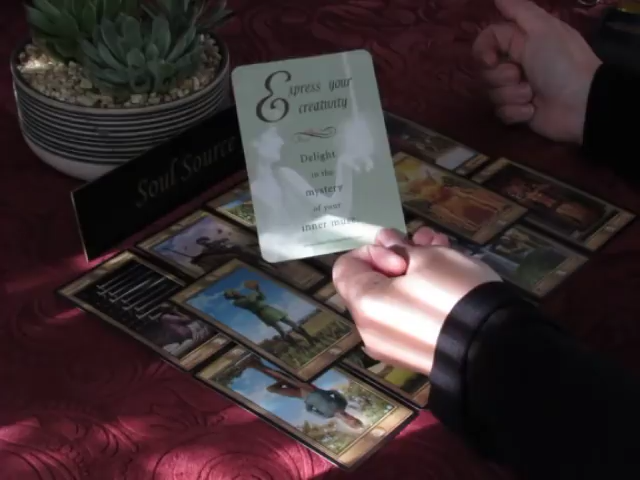 Express your
creativity
Delight
in the
mystery
of your
inner muse.
Soul Source